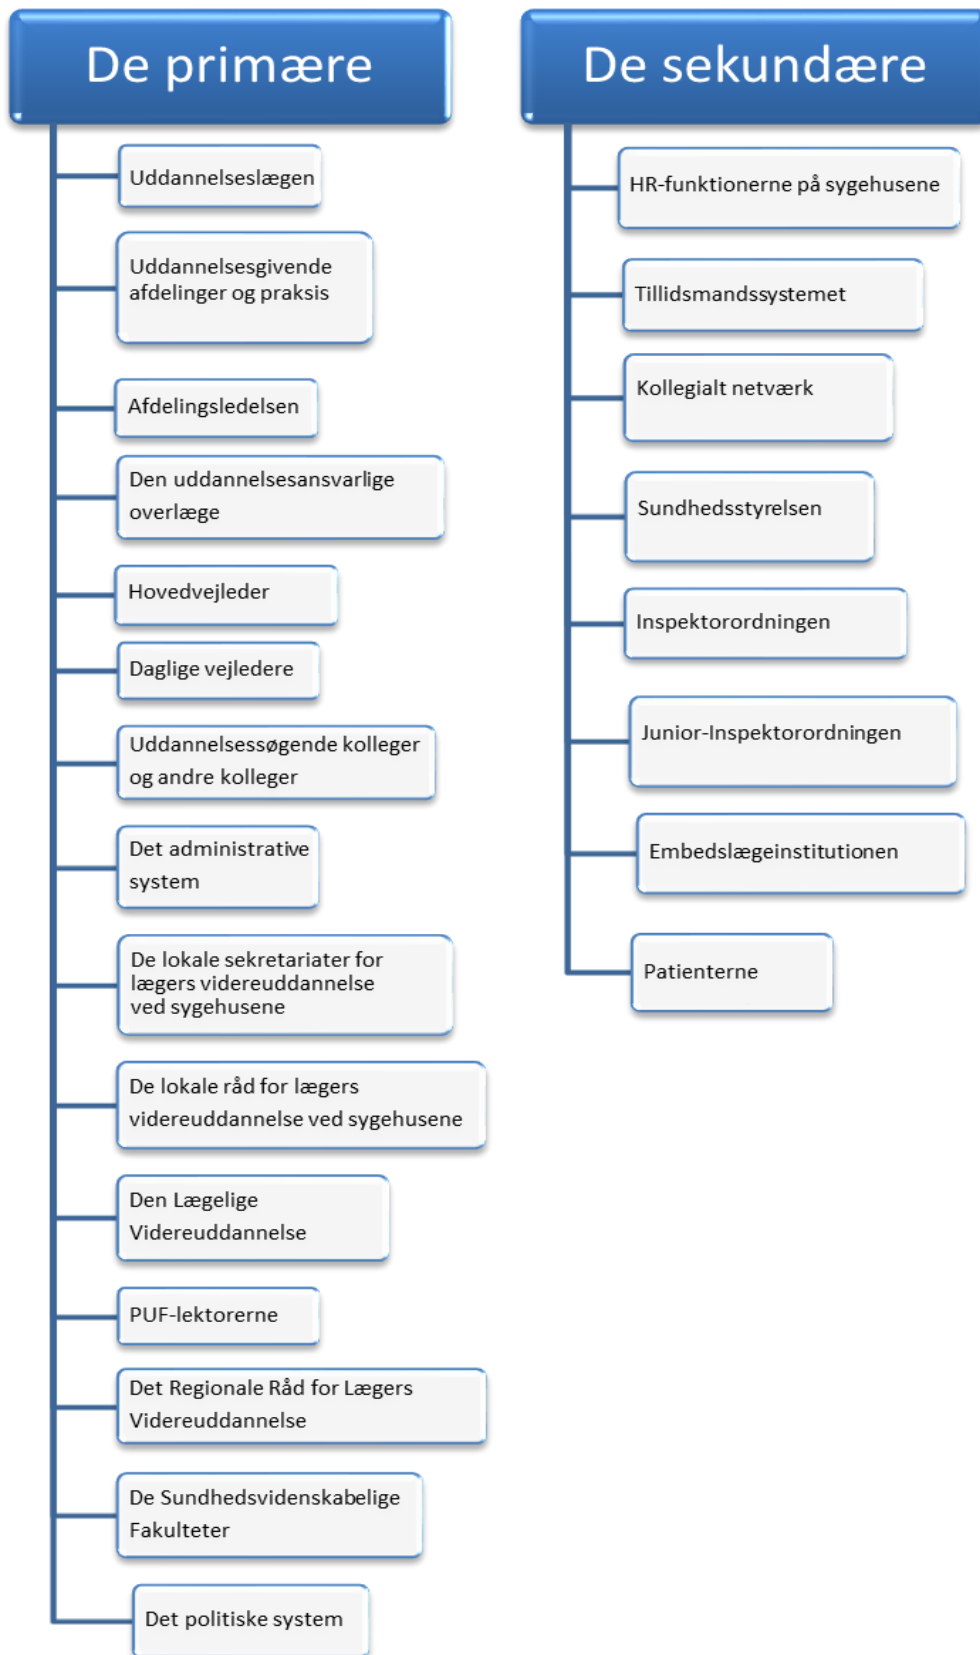 De primære
Uddannelseslægen
Uddannelsesgivende
afdelinger og praksis
Afdelingsledelsen
Den uddannelsesansvarlige
overlæge
Hovedvejleder
Daglige vejledere
Uddannelsessøgende kolleger
og andre kolleger
Det administrative
system
De lokale sekretariater for
lægers videreuddannelse
ved sygehusene
De lokale råd for lægers
videreuddannelse ved sygehusene
Den Lægelige
Videreuddannelse
PUF-lektorerne
Det Regionale Råd for Lægers
Videreuddannelse
De Sundhedsvidenskabelige
Fakulteter
Det politiske system
De sekundære
HR-funktionerne på sygehusene
Tillidsmandssystemet
Kollegialt netværk
Sundhedsstyrelsen
Inspektorordningen
Junior-Inspektorordningen
Embedslægeinstitutionen
Patienterne